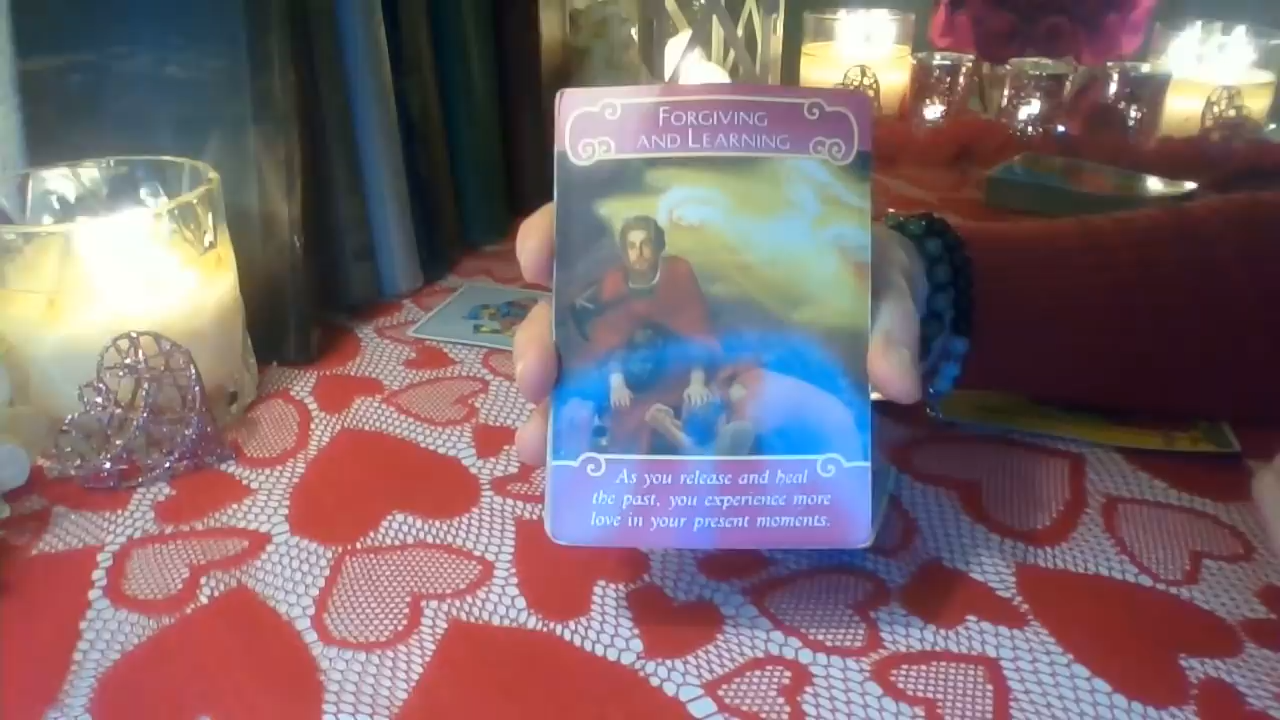 FORGIVING
AND LEARNING
As you release and heal
the past, you experience more
love in your present moments.